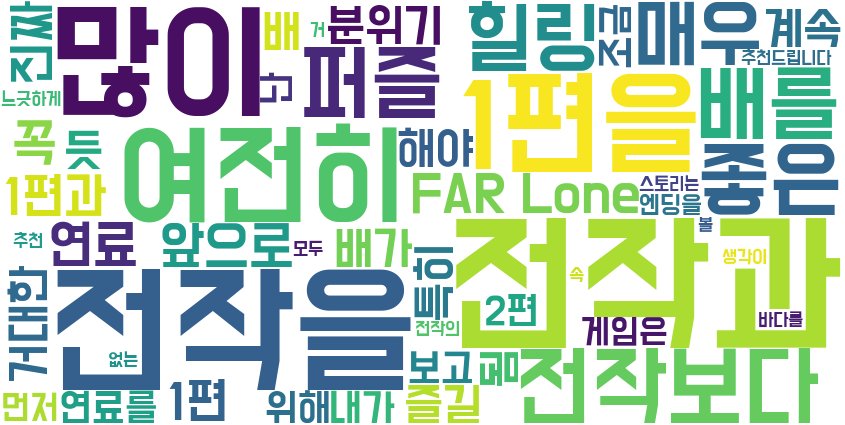 진짜
많이
배
거
분위기
힐링
조금
매우
계속
추천드립니다
느긋하게
더
퍼즐
1편을
배를
꼭
듯
여전히
해야
1편과
FAR Lone
스토리는
엔딩을
좋은
추천
연료
앞으로
모두
배가
특히
볼
거대한
전작을
전작과
속
생각이
2편
전작의
게임은
바다를
없는
보고
됨
전작보다
먼저
연료를
1편
위해
내가
즐길